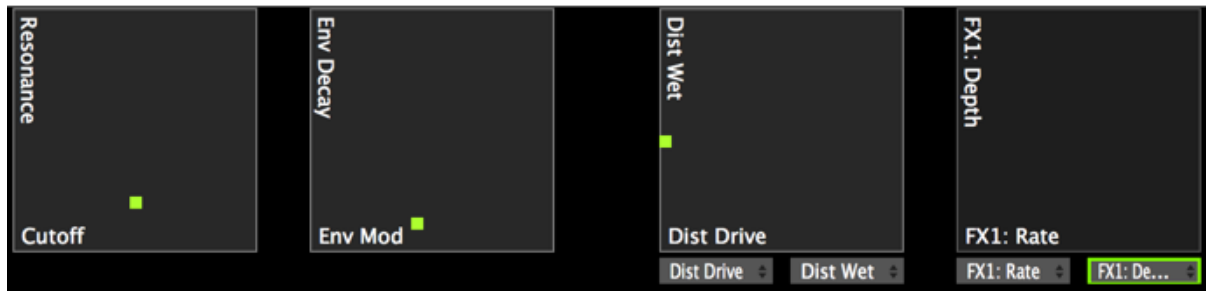 Resonance
Cutoff
Env Decay
Env Mod
Dist Wet
Dist Drive
Dist Drive
Dist Wet
FX1: Depth
FX1: Rate
FX1: Rate
FX1: De...